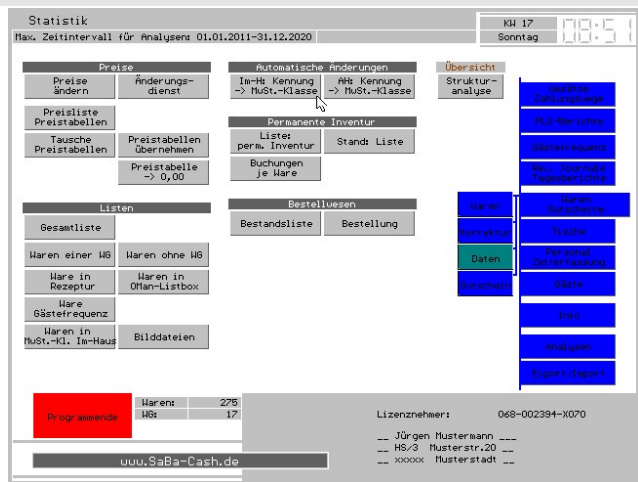 Statistik
Max. Zeitintervall für Analysen: 01.01.2011-31.12.2020
KW 17
Sonntag
08:51
Preise
Preise ändern
Änderungs-dienst
Preisliste Preistabellen
Tausche Preistabellen
Preistabellen übernehmen
Preistabelle -> 0,00
Listen
Gesamtliste
Waren einer WG
Waren ohne WG
Ware in Rezeptur
Waren in OMan-Listbox
Ware Gästefrequenz
Waren in MwSt.-Kl. Im-Haus
Bilddateien
Automatische Änderungen
Im-H: Kennung -> MwSt.-Klasse
AH: Kennung -> MwSt.-Klasse
Permanente Inventur
Liste: perm. Inventur
Stand: Liste
Buchungen je Ware
Bestellwesen
Bestandsliste
Bestellung
Übersicht
Struktur-analyse
Umsätze Zahlungswege
PLU-Berichte
Gästefrequenz
Re., Journale Tagesberichte
Waren Gutscheine
Tische
Personal Zeiterfassung
Gäste
Info
Analysen
Export-Import
Waren
Korrektur
Daten
Gutschein
Programmende
Waren: 275
WG: 17
www.SaBa-Cash.de
Lizenznehmer: 068-002394-X070
__ Jürgen Mustermann ___
__ HS/3 Musterstr.20 __
__ xxxxx Musterstadt __